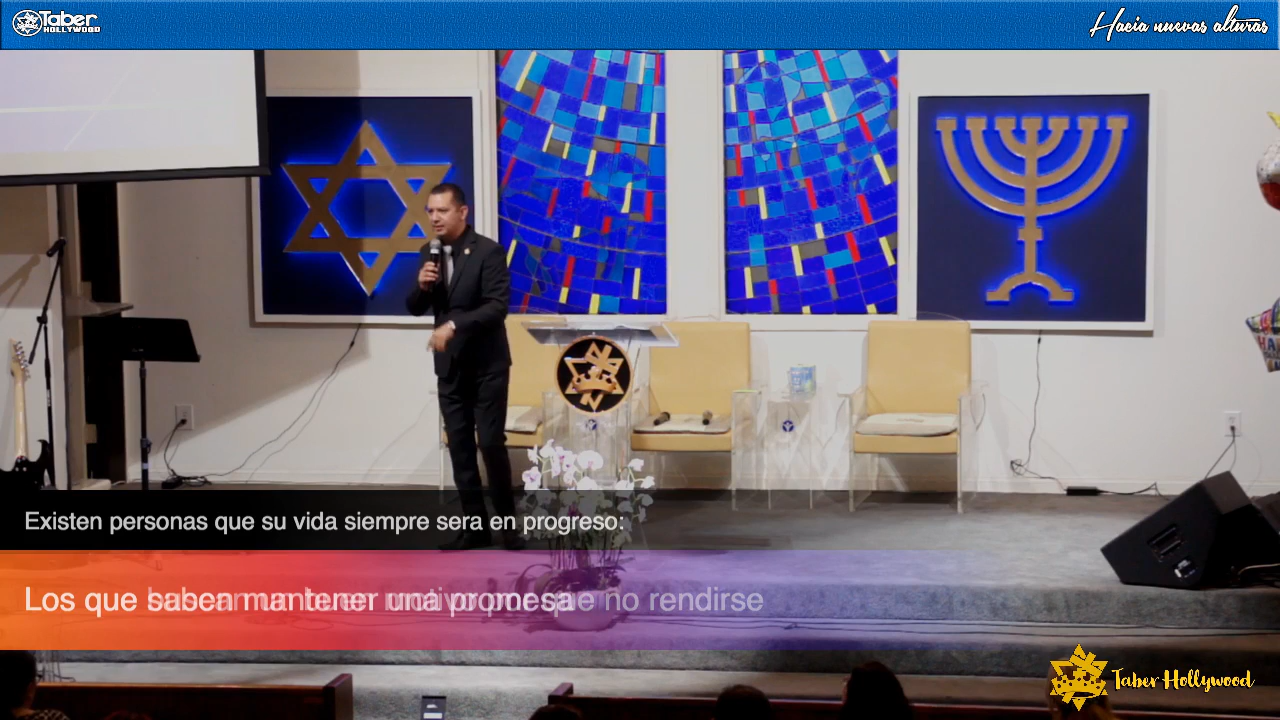 Taber
HOLLYWOOD
Hacia nuevas alturas
Existen personas que su vida siempre sera en progreso:
Los que saben mantener una promesa
no rendirse
Taber Hollywood